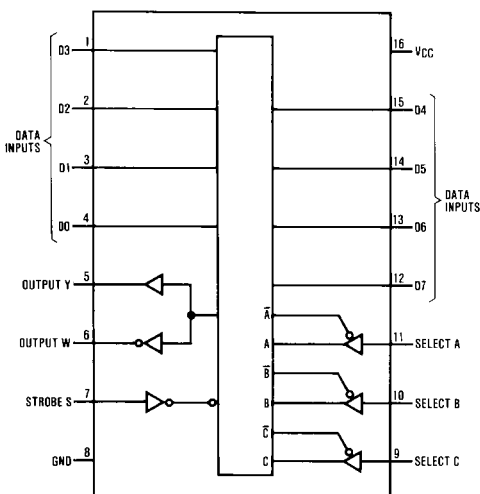 1
D3
16
VCC
2
D2
15
D4
DATA
INPUTS
3
D1
14
D5
DATA
INPUTS
4
D0
13
D6
5
OUTPUT Y
12
D7
A
6
OUTPUT W
A
11
SELECT A
B
7
STROBE S
B
10
SELECT B
C
8
GND
C
9
SELECT C